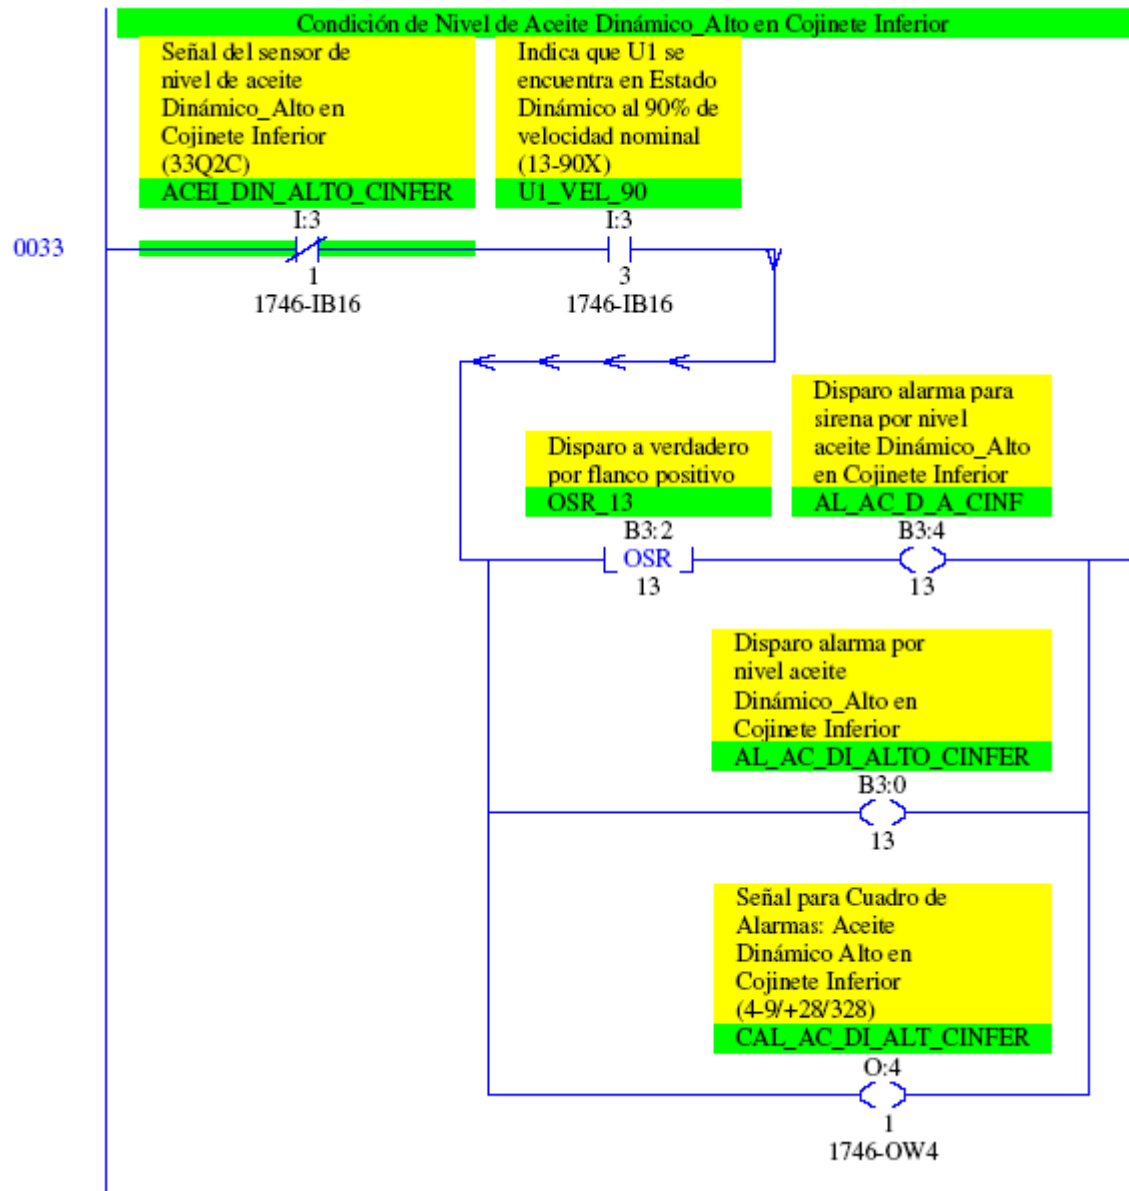 Condición de Nivel de Aceite Dinámico_Alto en Cojinete Inferior
Señal del sensor de
nivel de aceite
Dinámico_Alto en
Cojinete Inferior
(33Q2C)
ACEI_DIN_ALTO_CINFER
I:3
1
1746-IB16
Indica que U1 se
encuentra en Estado
Dinámico al 90% de
velocidad nominal
(13-90X)
U1_VEL_90
I:3
3
1746-IB16
0033
Disparo a verdadero
por flanco positivo
OSR_13
B3:2
OSR
13
Disparo alarma para
sirena por nivel
aceite Dinámico_Alto
en Cojinete Inferior
AL_AC_D_A_CINF
B3:4
13
Disparo alarma por
nivel aceite
Dinámico_Alto en
Cojinete Inferior
AL_AC_DI_ALTO_CINFER
B3:0
13
Señal para Cuadro de
Alarmas: Aceite
Dinámico Alto en
Cojinete Inferior
(4-9/+28/328)
CAL_AC_DI_ALT_CINFER
O:4
1
1746-OW4